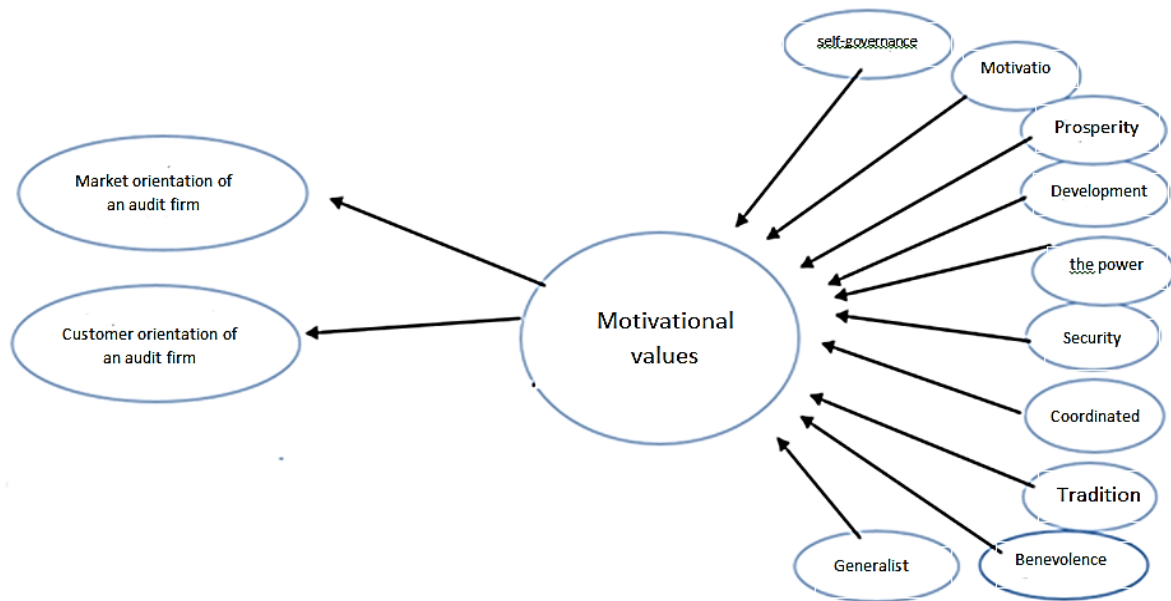 self-governance
Motivatio
Prosperity
Market orientation of
an audit firm
Development
the power
Customer orientation of
an audit firm
Motivational
values
Security
Coordinated
Tradition
Generalist
Benevolence